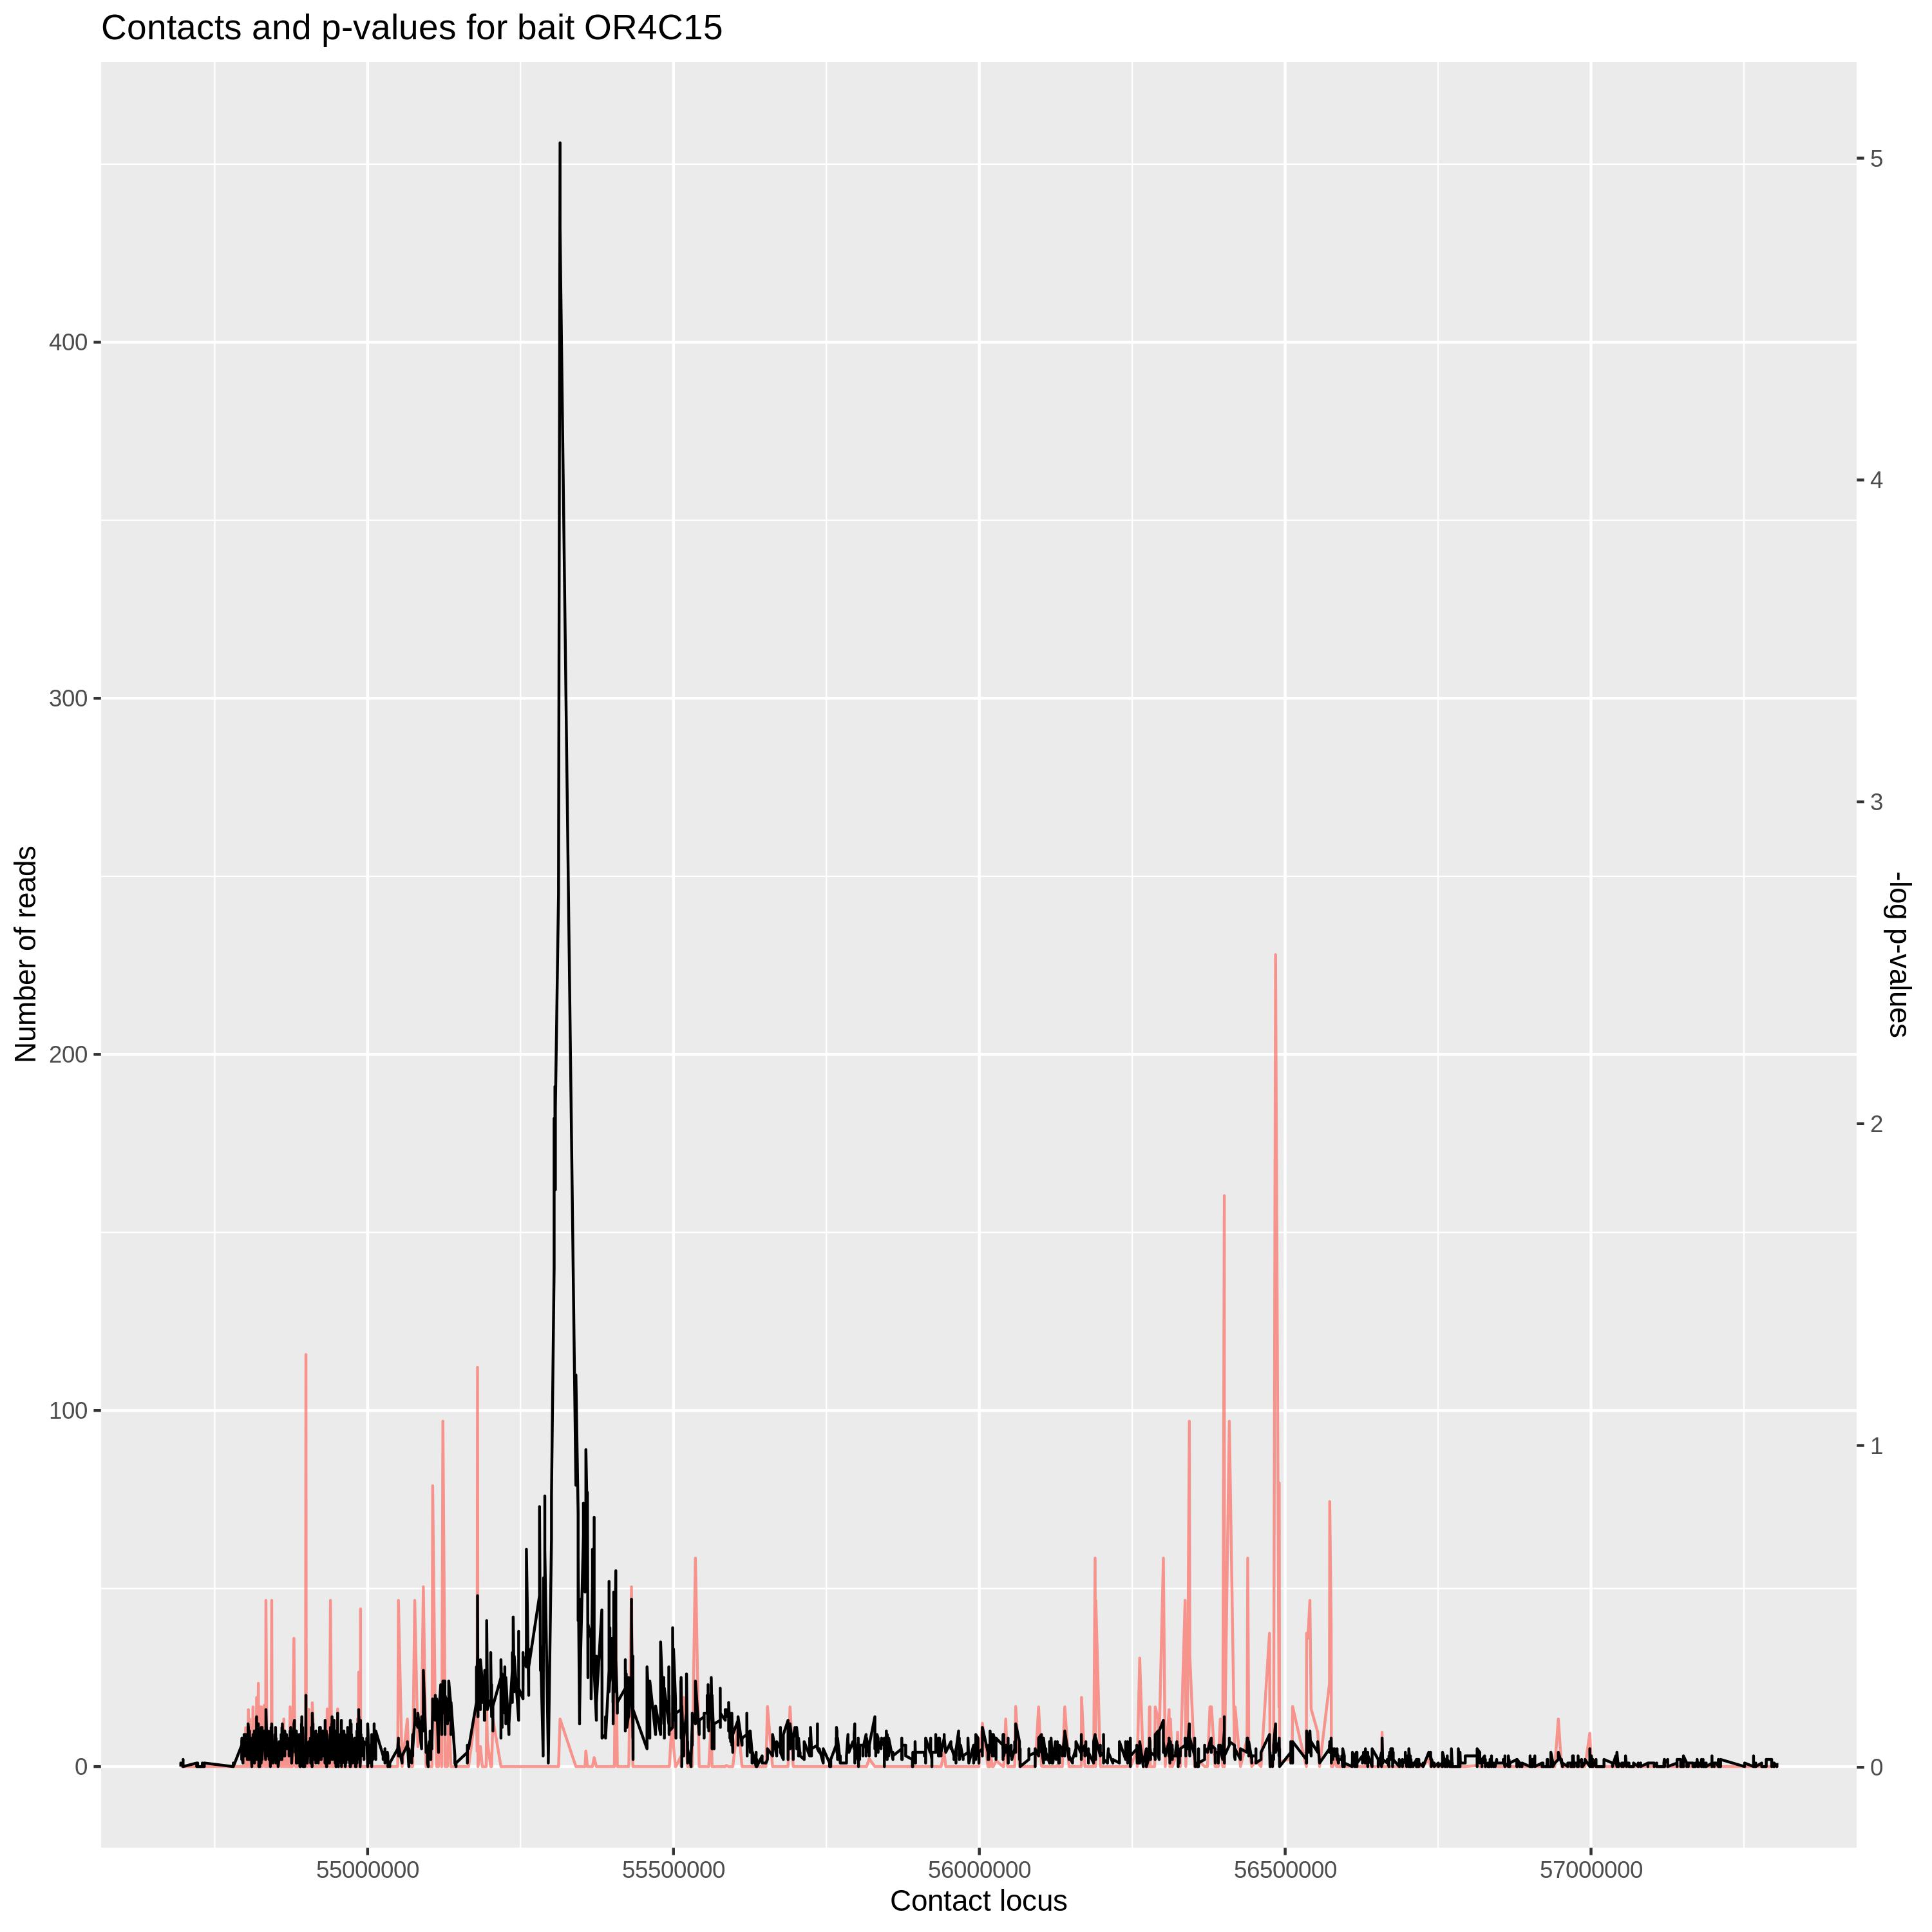 Contacts and p-values for bait OR4C15
Number of reads
400
300
200
100
0
5
4
3
2
1
0
-log p-values
55000000 55500000 56000000 56500000 57000000
Contact locus